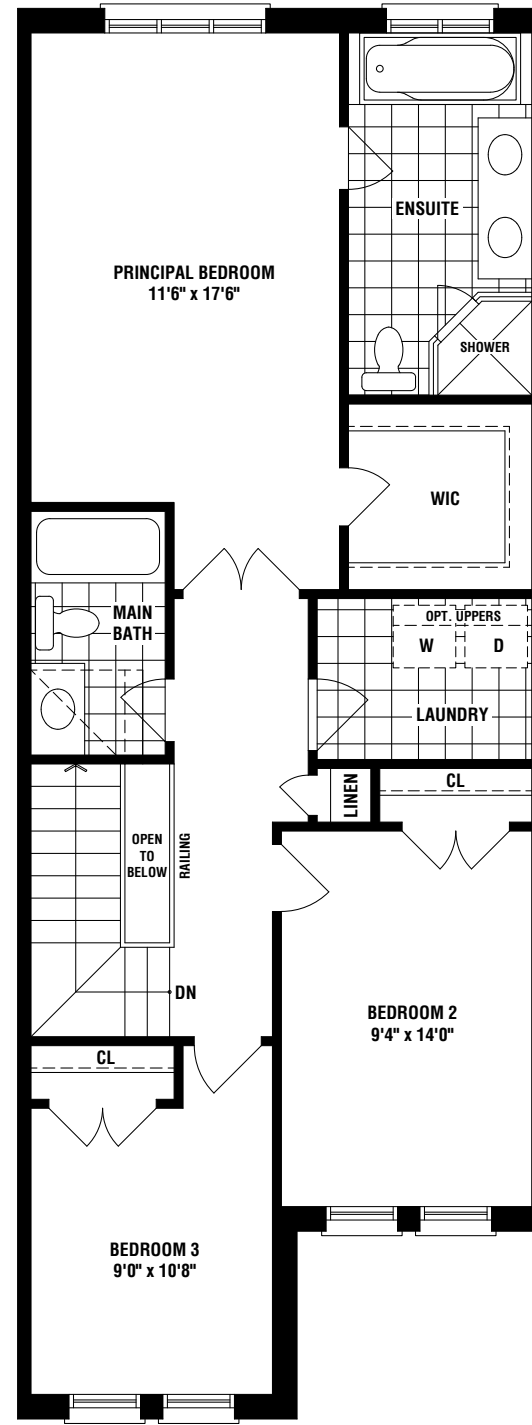 PRINCIPAL BEDROOM
11'6" x 17'6"
ENSUITE
SHOWER
WIC
MAIN
BATH
OPT. UPPERS
W
D
LAUNDRY
LINEN
CL
OPEN
TO
BELOW
RAILING
DN
BEDROOM 2
9'4" x 14'0"
CL
BEDROOM 3
9'0" x 10'8"